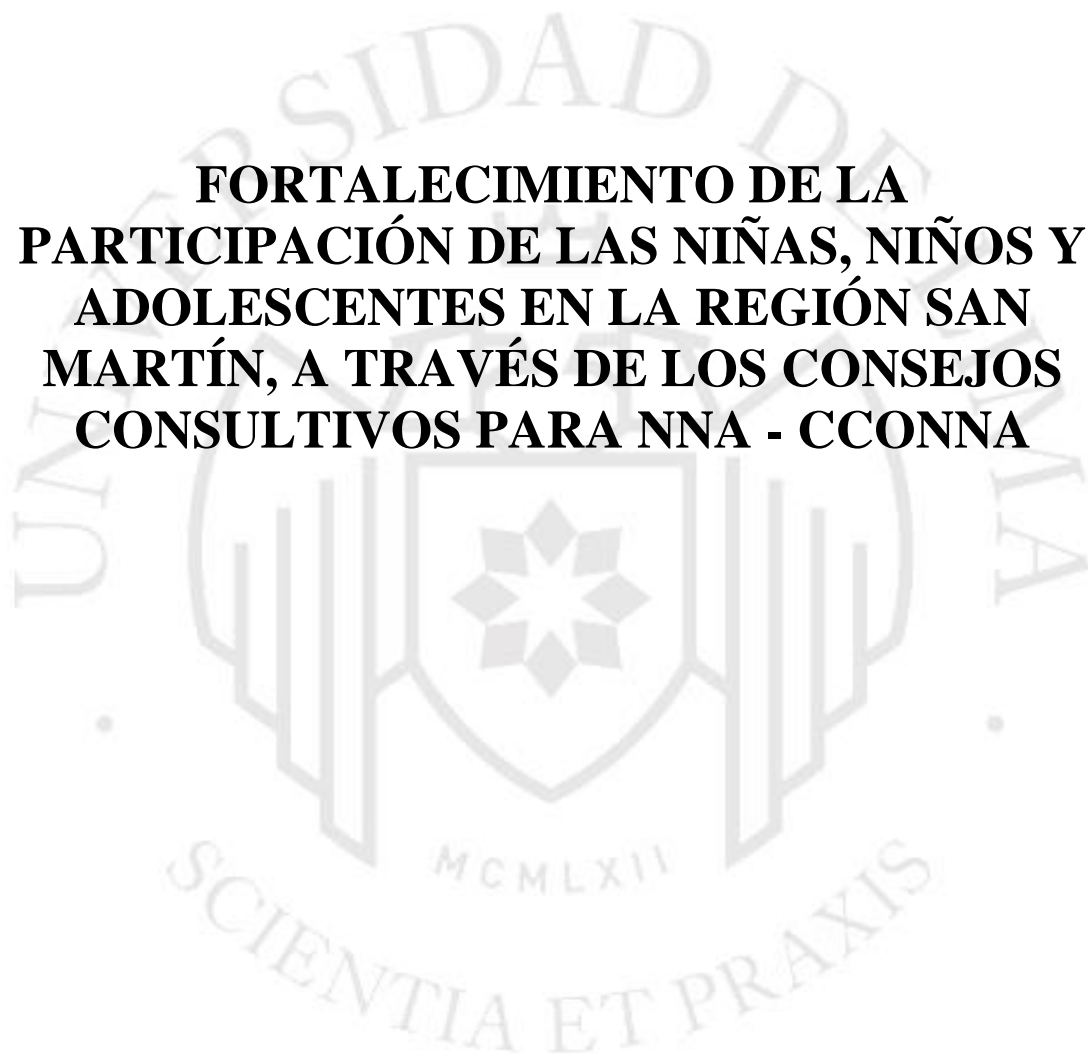 FORTALECIMIENTO DE LA
PARTICIPACIÓN DE LAS NIÑAS, NIÑOS Y
ADOLESCENTES EN LA REGIÓN SAN
MARTÍN, A TRAVÉS DE LOS CONSEJOS
CONSULTIVOS PARA NNA - CCONNA
UNIVERSIDAD DE LIMA
MCMLXII
SCIENTIA ET PRAXIS